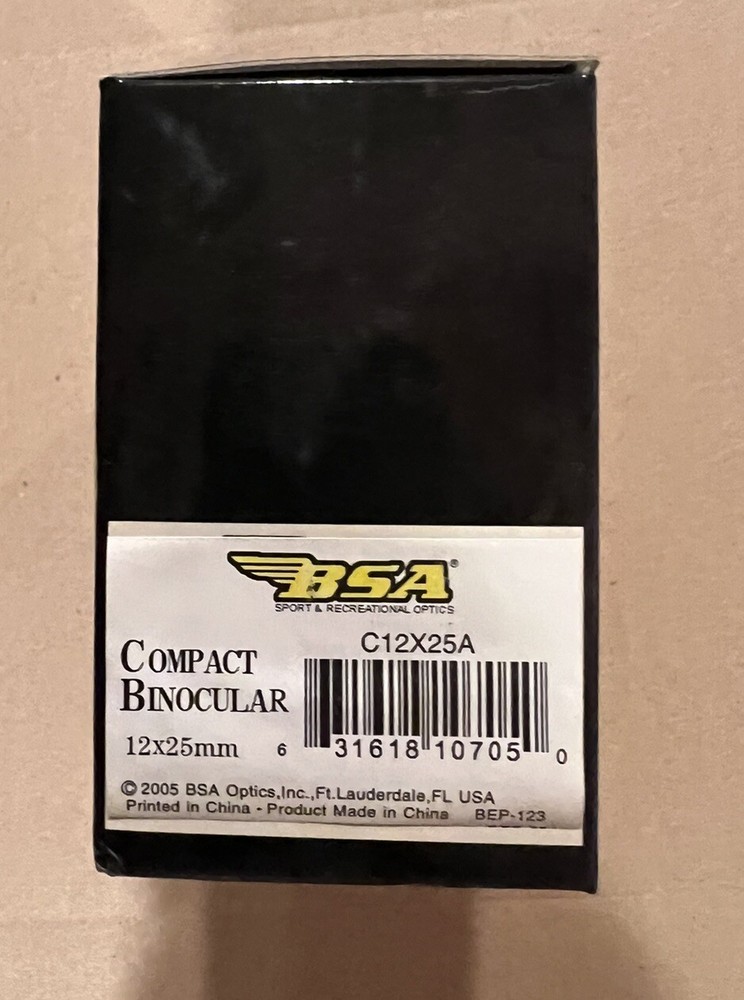 BSA®
SPORT & RECREATIONAL OPTICS
C12X25A
COMPACT
BINOCULAR
12x25mm
6 31618 10705 0
© 2005 BSA Optics,Inc.,Ft.Lauderdale,FL USA
Printed in China - Product Made in China BEP-123